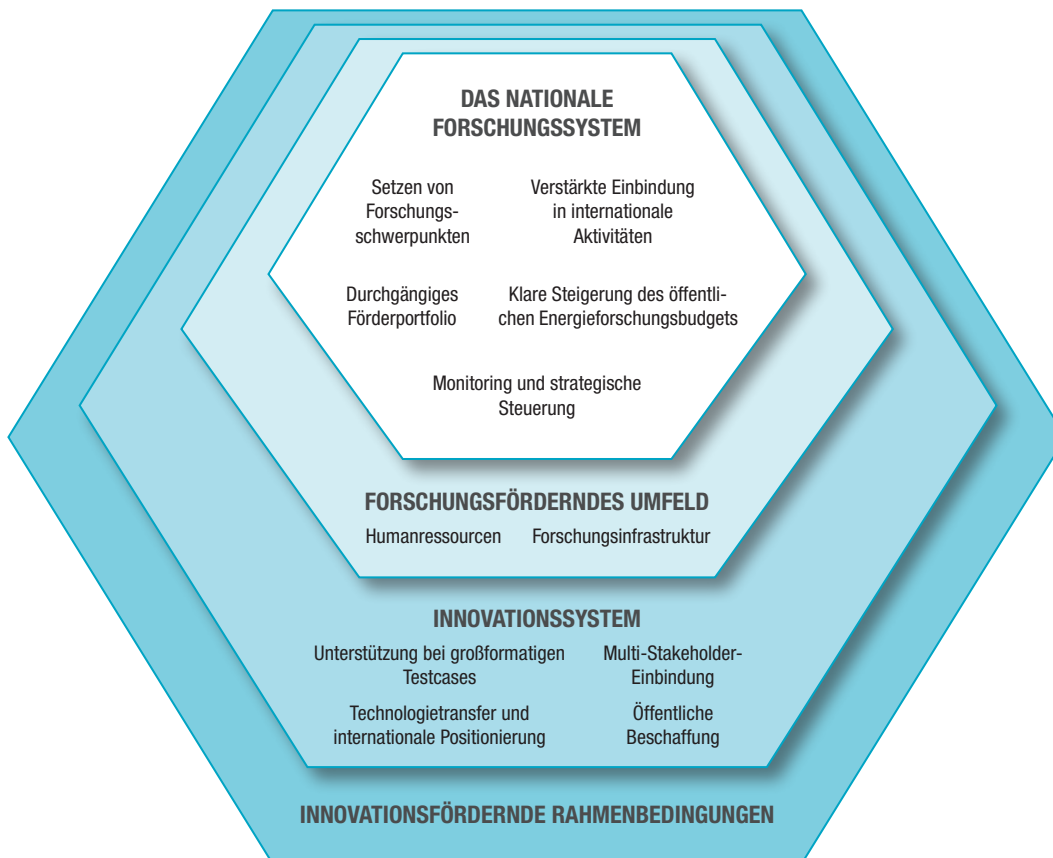 DAS NATIONALE
FORSCHUNGSSYSTEM
Setzen von
Forschungs-
schwerpunkten
Verstärkte Einbindung
in internationale
Aktivitäten
Durchgängiges
Förderportfolio
Klare Steigerung des öffentli-
chen Energieforschungsbudgets
Monitoring und strategische
Steuerung
FORSCHUNGSFÖRDERNDES UMFELD
Humanressourcen
Forschungsinfrastruktur
INNOVATIONSSYSTEM
Unterstützung bei großformatigen
Testcases
Multi-Stakeholder-
Einbindung
Technologietransfer und
internationale Positionierung
Öffentliche
Beschaffung
INNOVATIONSFÖRDERNDE RAHMENBEDINGUNGEN